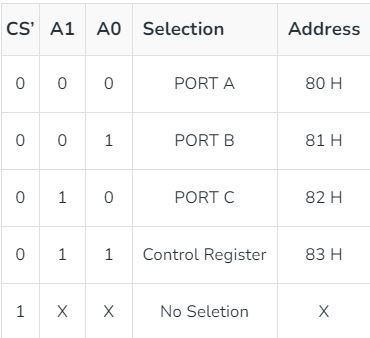 CS’ A1 A0 Selection Address
0 0 0 PORT A 80 H
0 0 1 PORT B 81 H
0 1 0 PORT C 82 H
0 1 1 Control Register 83 H
1 X X No Seletion X